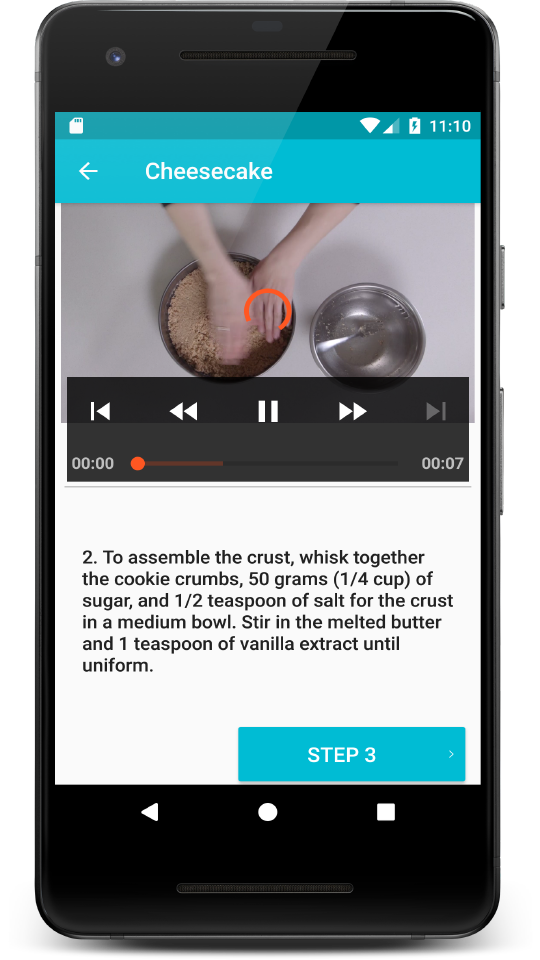 11:10
Cheesecake
00:00
00:07
2. To assemble the crust, whisk together
the cookie crumbs, 50 grams (1/4 cup) of
sugar, and 1/2 teaspoon of salt for the crust
in a medium bowl. Stir in the melted butter
and 1 teaspoon of vanilla extract until
uniform.
STEP 3